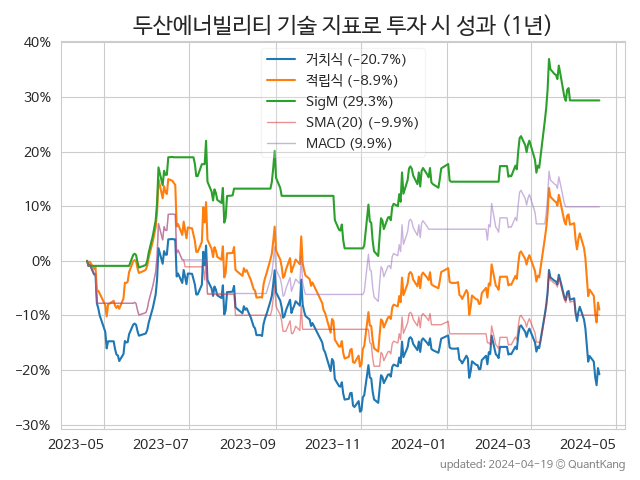 두산에너빌리티 기술 지표로 투자 시 성과 (1년)
40%
30%
20%
10%
0%
−10%
−20%
−30%
거치식 (−20.7%)
적립식 (−8.9%)
SigM (29.3%)
SMA(20) (−9.9%)
MACD (9.9%)
2023-05 2023-07 2023-09 2023-11 2024-01 2024-03 2024-05
updated: 2024-04-19 © QuantKang